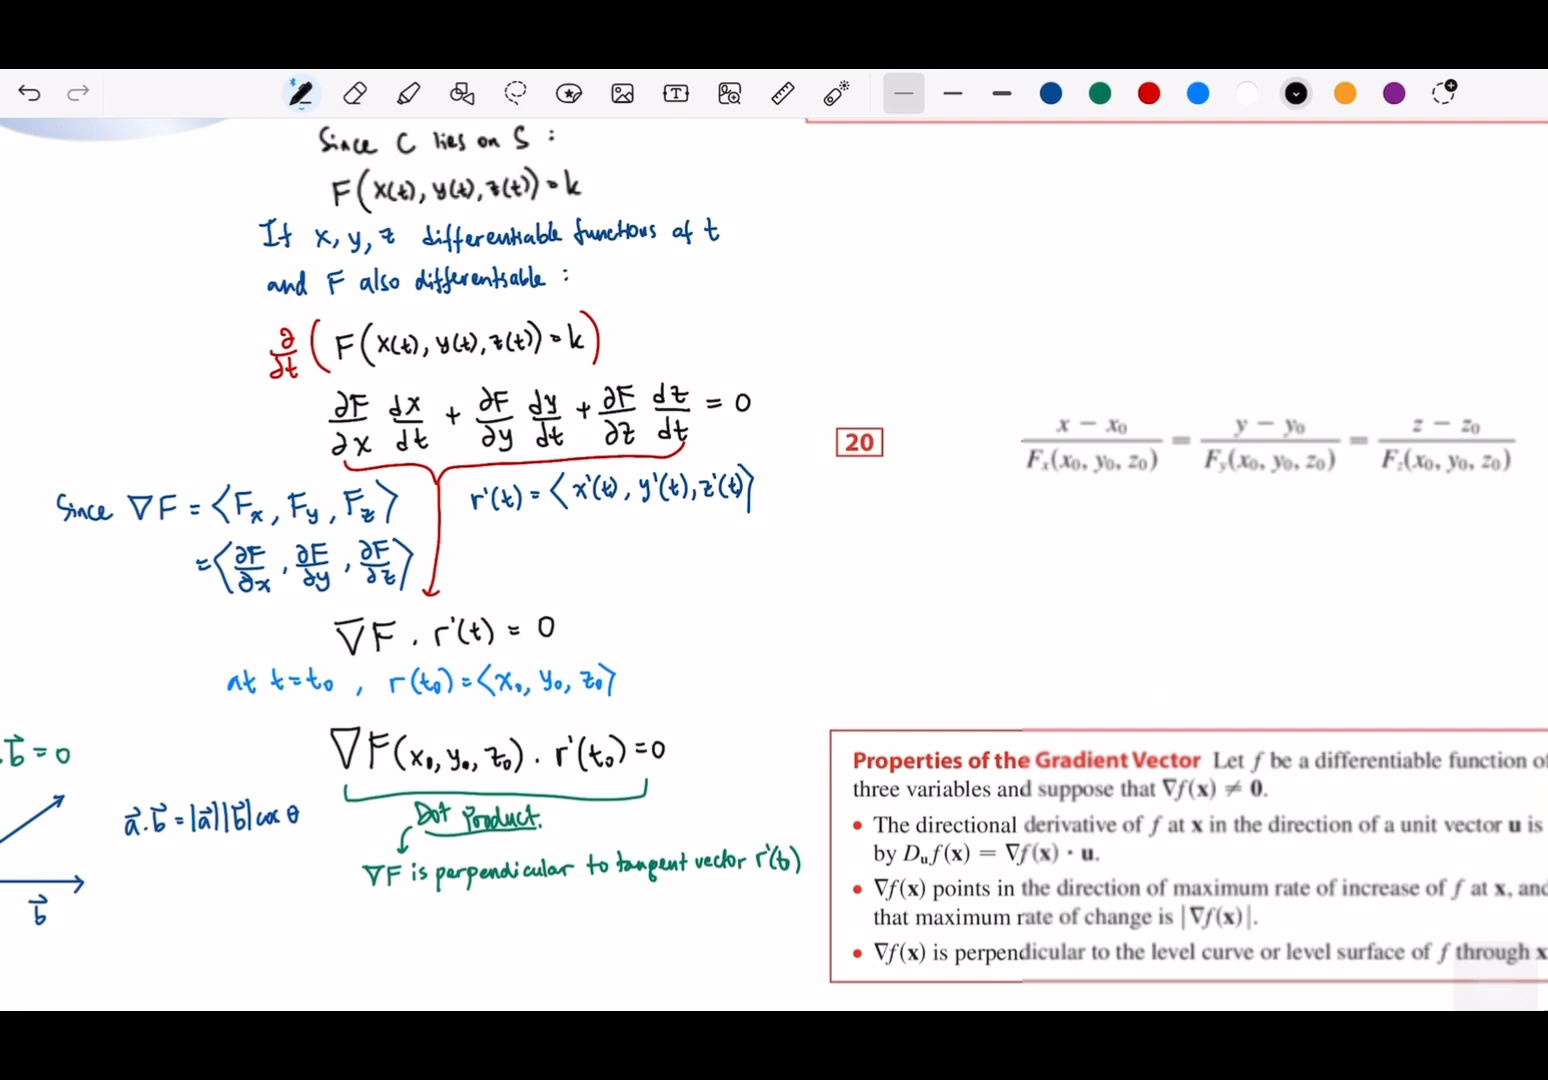 Since C lies on S :
F(x(t), y(t), z(t)) = k
If x, y, z differentiable functions of t
and F also differentiable :
∂/∂t ( F(x(t), y(t), z(t)) = k )
∂F/∂x dx/dt + ∂F/∂y dy/dt + ∂F/∂z dz/dt = 0
Since ∇F = ⟨Fx, Fy, Fz⟩
r'(t) = ⟨x'(t), y'(t), z'(t)⟩
= ⟨∂F/∂x, ∂F/∂y, ∂F/∂z⟩
∇F . r'(t) = 0
at t = t₀ , r(t₀) = ⟨x₀, y₀, z₀⟩
∇F(x₀, y₀, z₀) . r'(t₀) = 0
Dot Product.
∇F is perpendicular to tangent vector r'(t₀)
. b⃗ = 0
a⃗ . b⃗ = |a⃗| |b⃗| cos θ
b⃗
20
x − x₀ / Fx(x₀, y₀, z₀) = y − y₀ / Fy(x₀, y₀, z₀) = z − z₀ / Fz(x₀, y₀, z₀)
Properties of the Gradient Vector Let f be a differentiable function of
three variables and suppose that ∇f(x) ≠ 0.
• The directional derivative of f at x in the direction of a unit vector u is
by Duf(x) = ∇f(x) · u.
• ∇f(x) points in the direction of maximum rate of increase of f at x, and
that maximum rate of change is |∇f(x)|.
• ∇f(x) is perpendicular to the level curve or level surface of f through x